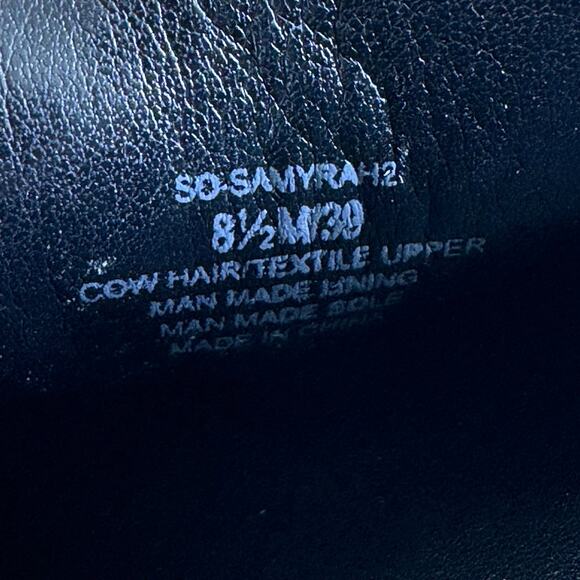 SO-SAMYRAH2
8½M/39
COW HAIR/TEXTILE UPPER
MAN MADE LINING
MAN MADE SOLE
MADE IN CHINA